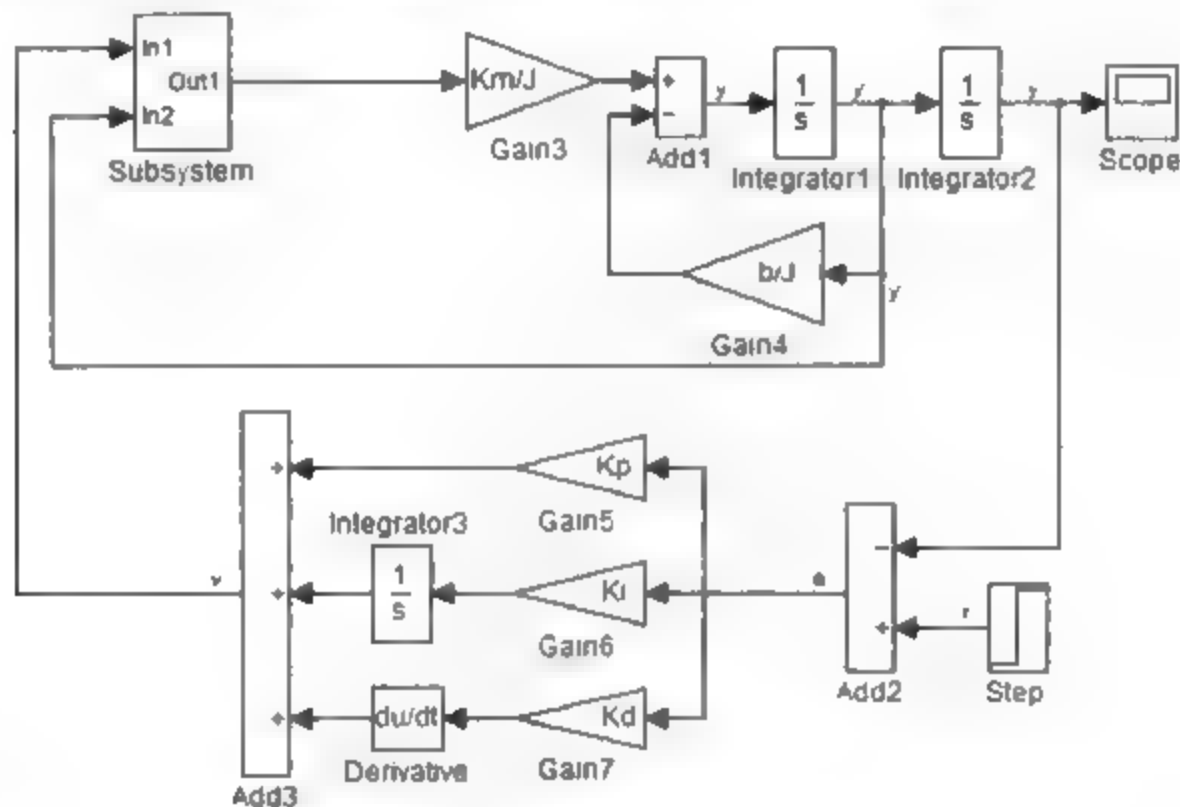 In1
Out1
In2
Subsystem
Km/J
Gain3
+
−
Add1
y
1
s
Integrator1
y'
1
s
Integrator2
y
Scope
b/J
Gain4
y'
+
+
+
Add3
v
Kp
Gain5
Integrator3
1
s
Ki
Gain6
du/dt
Derivative
Kd
Gain7
e
−
+
Add2
r
Step